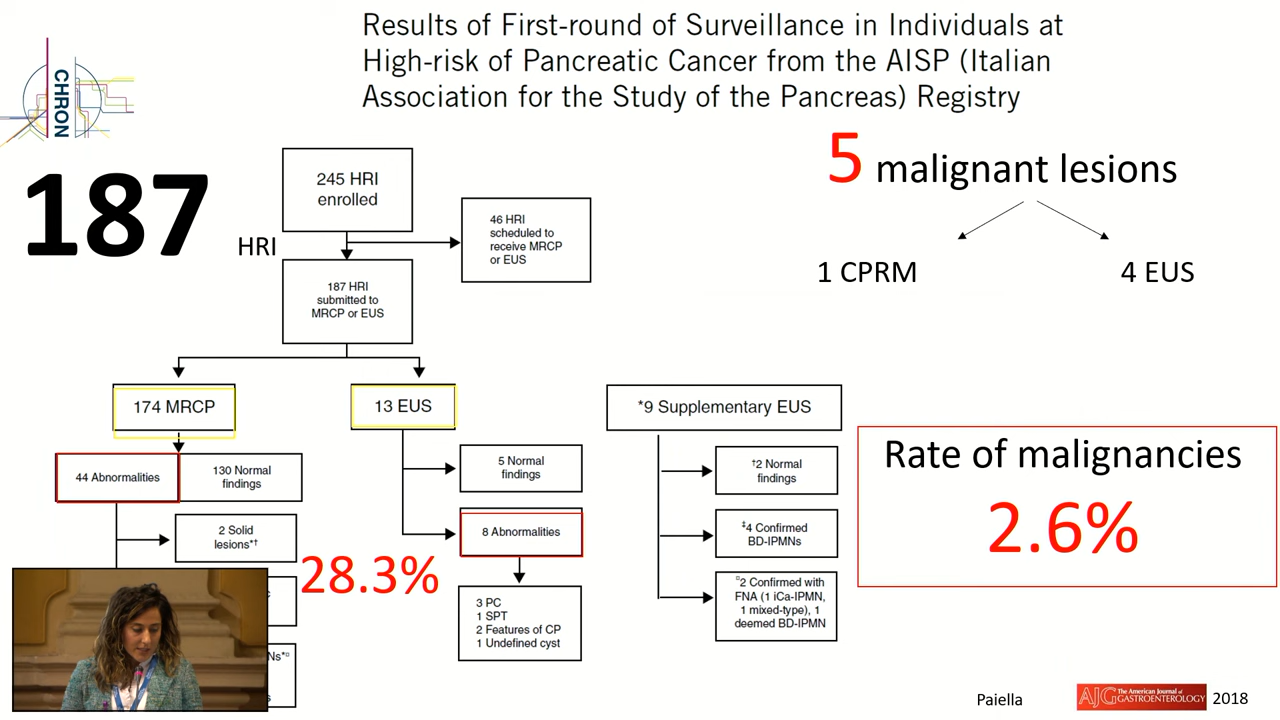 Results of First-round of Surveillance in Individuals at
High-risk of Pancreatic Cancer from the AISP (Italian
Association for the Study of the Pancreas) Registry
CHRON
187
HRI
245 HRI
enrolled
46 HRI
scheduled to
receive MRCP
or EUS
187 HRI
submitted to
MRCP or EUS
174 MRCP
13 EUS
44 Abnormalities
130 Normal
findings
2 Solid
lesions*†
28.3%
5 Normal
findings
8 Abnormalities
3 PC
1 SPT
2 Features of CP
1 Undefined cyst
*9 Supplementary EUS
†2 Normal
findings
‡4 Confirmed
BD-IPMNs
¤2 Confirmed with
FNA (1 iCa-IPMN,
1 mixed-type), 1
deemed BD-IPMN
5 malignant lesions
1 CPRM
4 EUS
Rate of malignancies
2.6%
Paiella
AJG The American Journal of
GASTROENTEROLOGY
2018